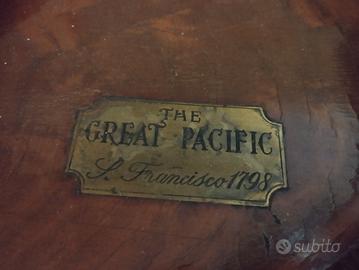 THE
GREAT PACIFIC
S. Francisco 1798
subito